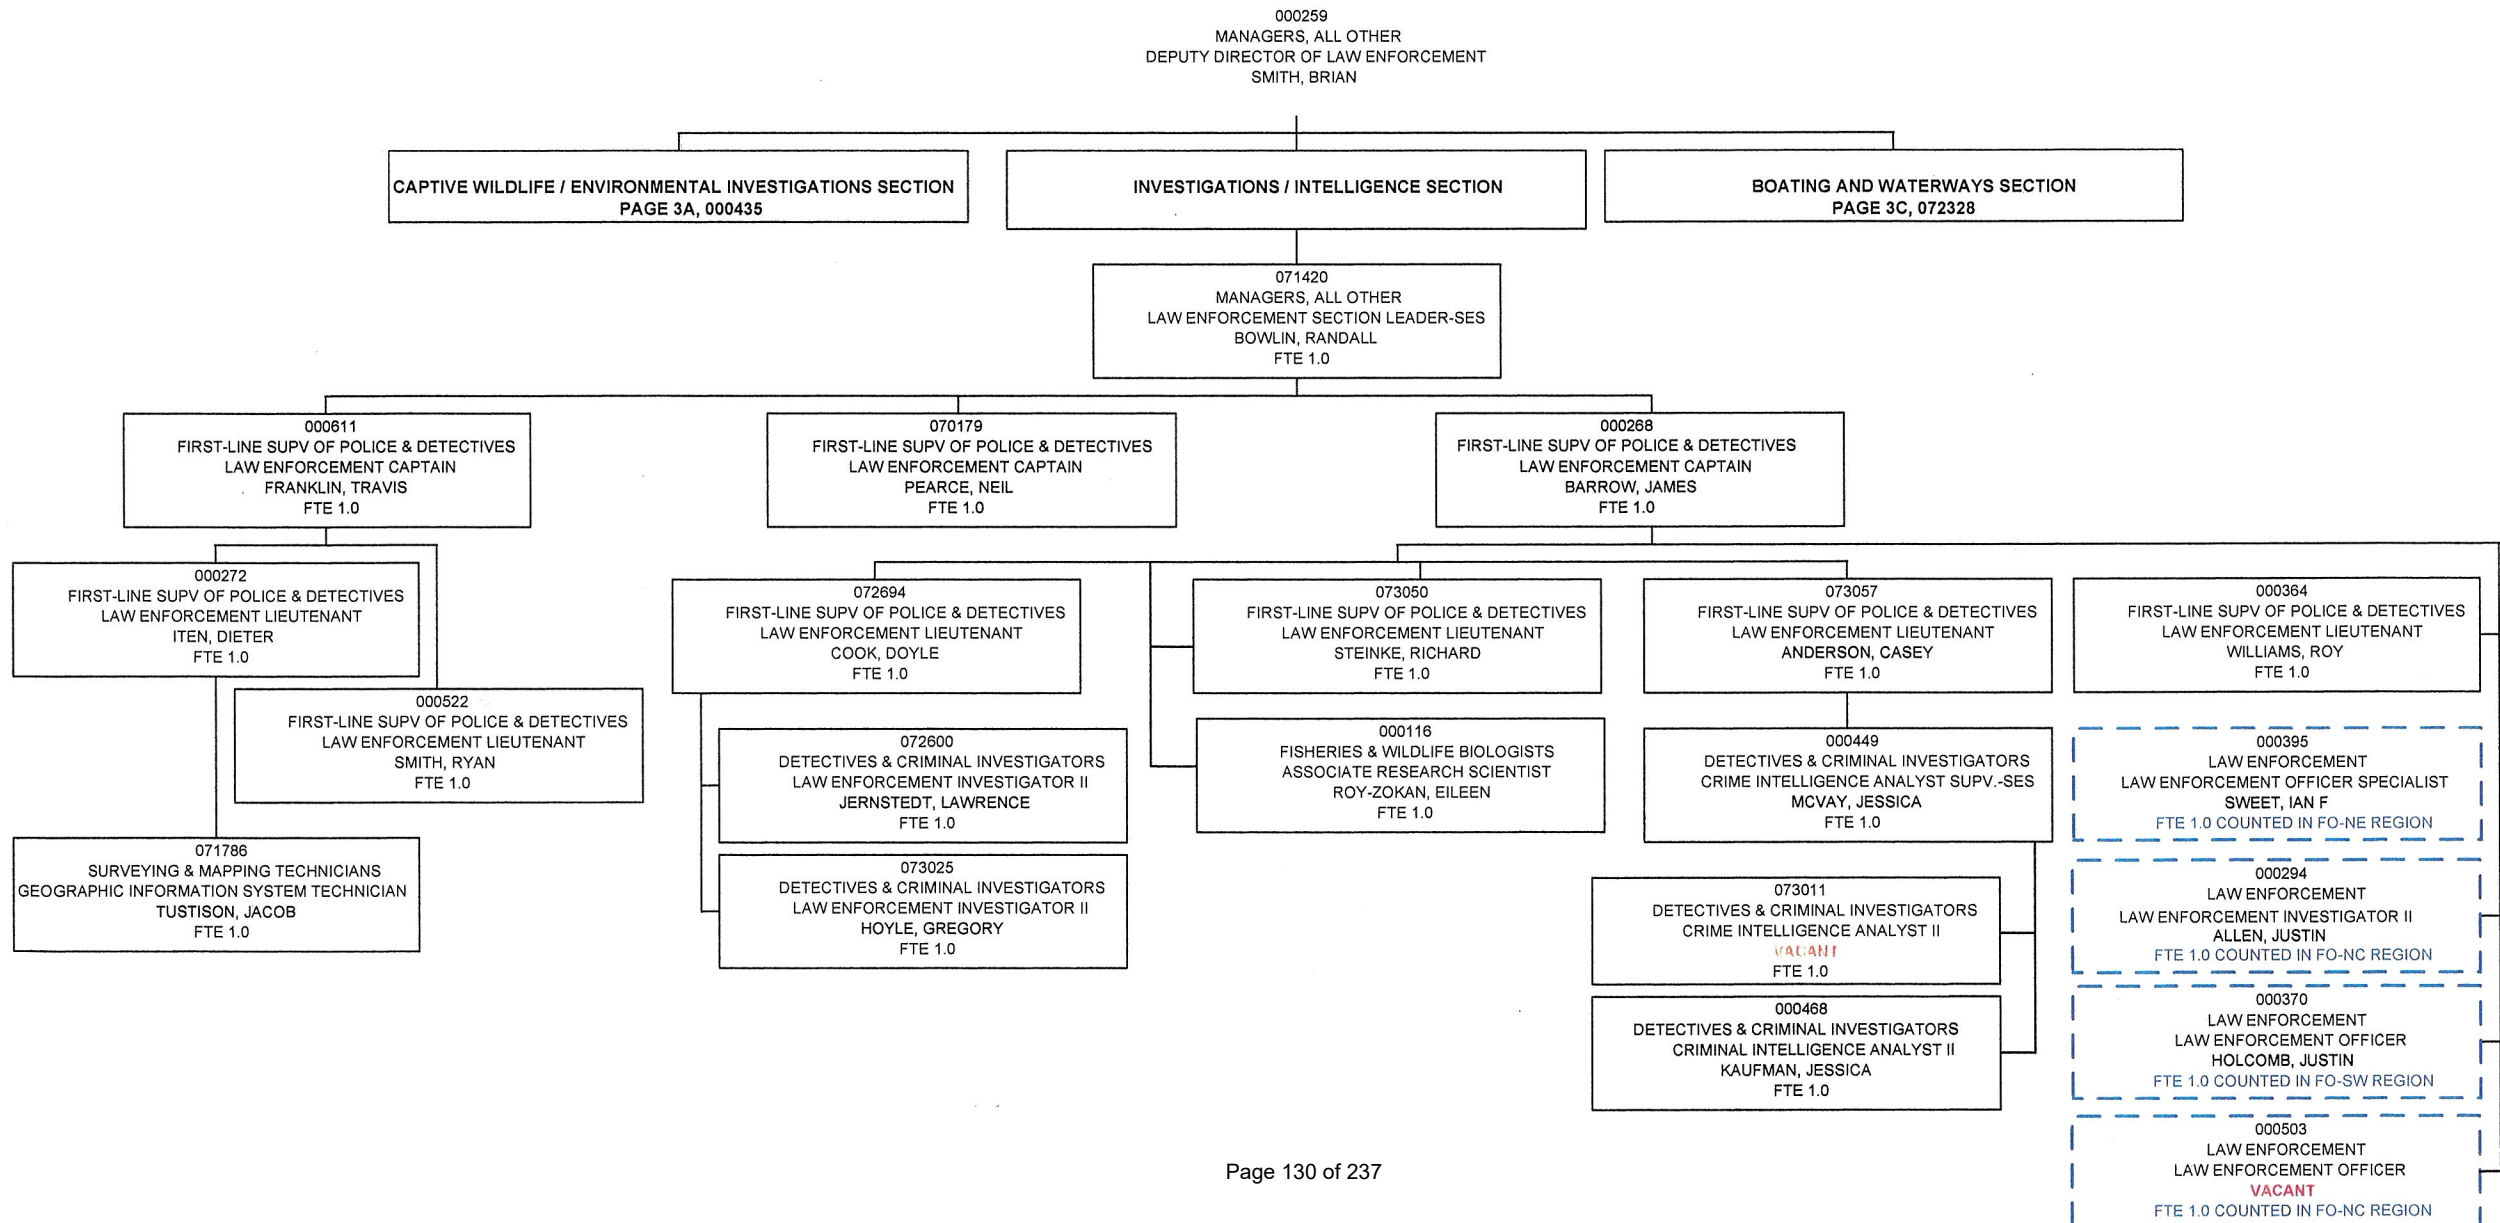 000259
MANAGERS, ALL OTHER
DEPUTY DIRECTOR OF LAW ENFORCEMENT
SMITH, BRIAN
CAPTIVE WILDLIFE / ENVIRONMENTAL INVESTIGATIONS SECTION
PAGE 3A, 000435
INVESTIGATIONS / INTELLIGENCE SECTION
BOATING AND WATERWAYS SECTION
PAGE 3C, 072328
071420
MANAGERS, ALL OTHER
LAW ENFORCEMENT SECTION LEADER-SES
BOWLIN, RANDALL
FTE 1.0
000611
FIRST-LINE SUPV OF POLICE & DETECTIVES
LAW ENFORCEMENT CAPTAIN
FRANKLIN, TRAVIS
FTE 1.0
070179
FIRST-LINE SUPV OF POLICE & DETECTIVES
LAW ENFORCEMENT CAPTAIN
PEARCE, NEIL
FTE 1.0
000268
FIRST-LINE SUPV OF POLICE & DETECTIVES
LAW ENFORCEMENT CAPTAIN
BARROW, JAMES
FTE 1.0
000272
FIRST-LINE SUPV OF POLICE & DETECTIVES
LAW ENFORCEMENT LIEUTENANT
ITEN, DIETER
FTE 1.0
000522
FIRST-LINE SUPV OF POLICE & DETECTIVES
LAW ENFORCEMENT LIEUTENANT
SMITH, RYAN
FTE 1.0
071786
SURVEYING & MAPPING TECHNICIANS
GEOGRAPHIC INFORMATION SYSTEM TECHNICIAN
TUSTISON, JACOB
FTE 1.0
072694
FIRST-LINE SUPV OF POLICE & DETECTIVES
LAW ENFORCEMENT LIEUTENANT
COOK, DOYLE
FTE 1.0
072600
DETECTIVES & CRIMINAL INVESTIGATORS
LAW ENFORCEMENT INVESTIGATOR II
JERNSTEDT, LAWRENCE
FTE 1.0
073025
DETECTIVES & CRIMINAL INVESTIGATORS
LAW ENFORCEMENT INVESTIGATOR II
HOYLE, GREGORY
FTE 1.0
073050
FIRST-LINE SUPV OF POLICE & DETECTIVES
LAW ENFORCEMENT LIEUTENANT
STEINKE, RICHARD
FTE 1.0
000116
FISHERIES & WILDLIFE BIOLOGISTS
ASSOCIATE RESEARCH SCIENTIST
ROY-ZOKAN, EILEEN
FTE 1.0
073057
FIRST-LINE SUPV OF POLICE & DETECTIVES
LAW ENFORCEMENT LIEUTENANT
ANDERSON, CASEY
FTE 1.0
000449
DETECTIVES & CRIMINAL INVESTIGATORS
CRIME INTELLIGENCE ANALYST SUPV.-SES
MCVAY, JESSICA
FTE 1.0
073011
DETECTIVES & CRIMINAL INVESTIGATORS
CRIME INTELLIGENCE ANALYST II
VACANT
FTE 1.0
000468
DETECTIVES & CRIMINAL INVESTIGATORS
CRIMINAL INTELLIGENCE ANALYST II
KAUFMAN, JESSICA
FTE 1.0
000364
FIRST-LINE SUPV OF POLICE & DETECTIVES
LAW ENFORCEMENT LIEUTENANT
WILLIAMS, ROY
FTE 1.0
000395
LAW ENFORCEMENT
LAW ENFORCEMENT OFFICER SPECIALIST
SWEET, IAN F
FTE 1.0 COUNTED IN FO-NE REGION
000294
LAW ENFORCEMENT
LAW ENFORCEMENT INVESTIGATOR II
ALLEN, JUSTIN
FTE 1.0 COUNTED IN FO-NC REGION
000370
LAW ENFORCEMENT
LAW ENFORCEMENT OFFICER
HOLCOMB, JUSTIN
FTE 1.0 COUNTED IN FO-SW REGION
000503
LAW ENFORCEMENT
LAW ENFORCEMENT OFFICER
VACANT
FTE 1.0 COUNTED IN FO-NC REGION
Page 130 of 237